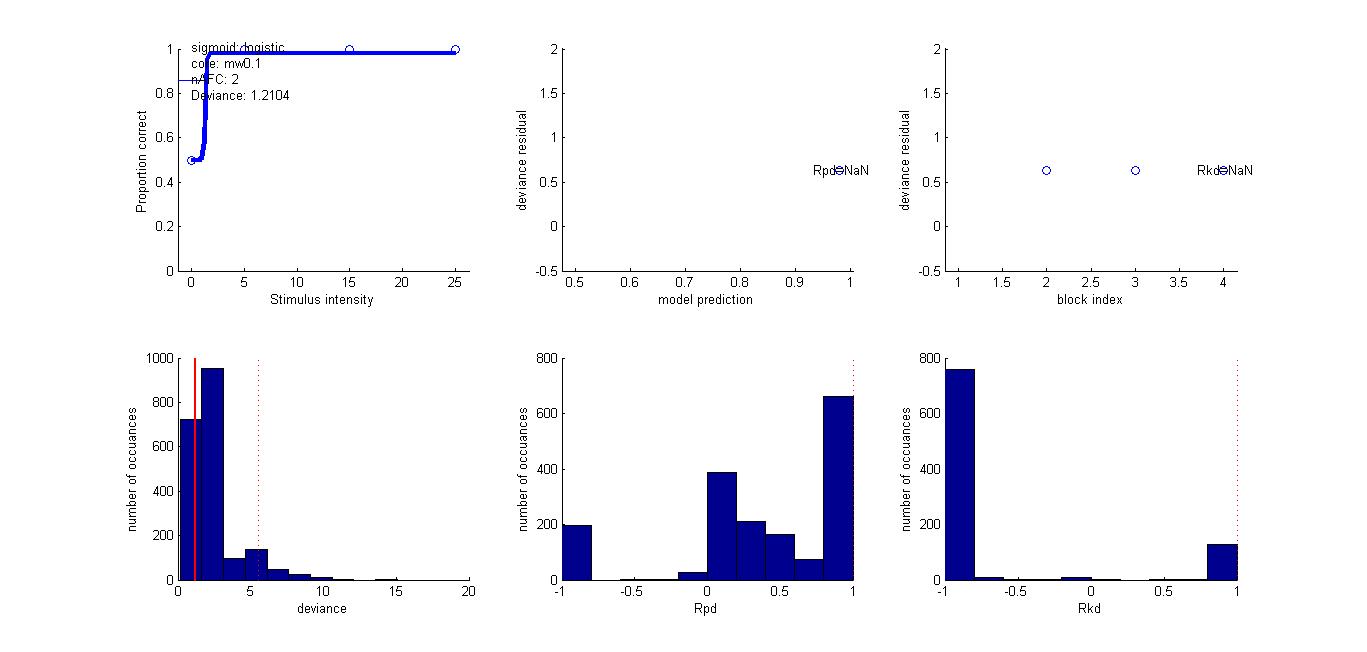 sigmoid: logistic
core: mw0.1
nAFC: 2
Deviance: 1.2104
1
0.8
0.6
0.4
0.2
0
0 5 10 15 20 25
Proportion correct
Stimulus intensity
2
1.5
1
0.5
0
-0.5
0.5 0.6 0.7 0.8 0.9 1
deviance residual
model prediction
Rpd: NaN
2
1.5
1
0.5
0
-0.5
1 1.5 2 2.5 3 3.5 4
deviance residual
block index
Rkd: NaN
1000
800
600
400
200
0
0 5 10 15 20
number of occuances
deviance
800
600
400
200
0
-1 -0.5 0 0.5 1
number of occuances
Rpd
800
600
400
200
0
-1 -0.5 0 0.5 1
number of occuances
Rkd